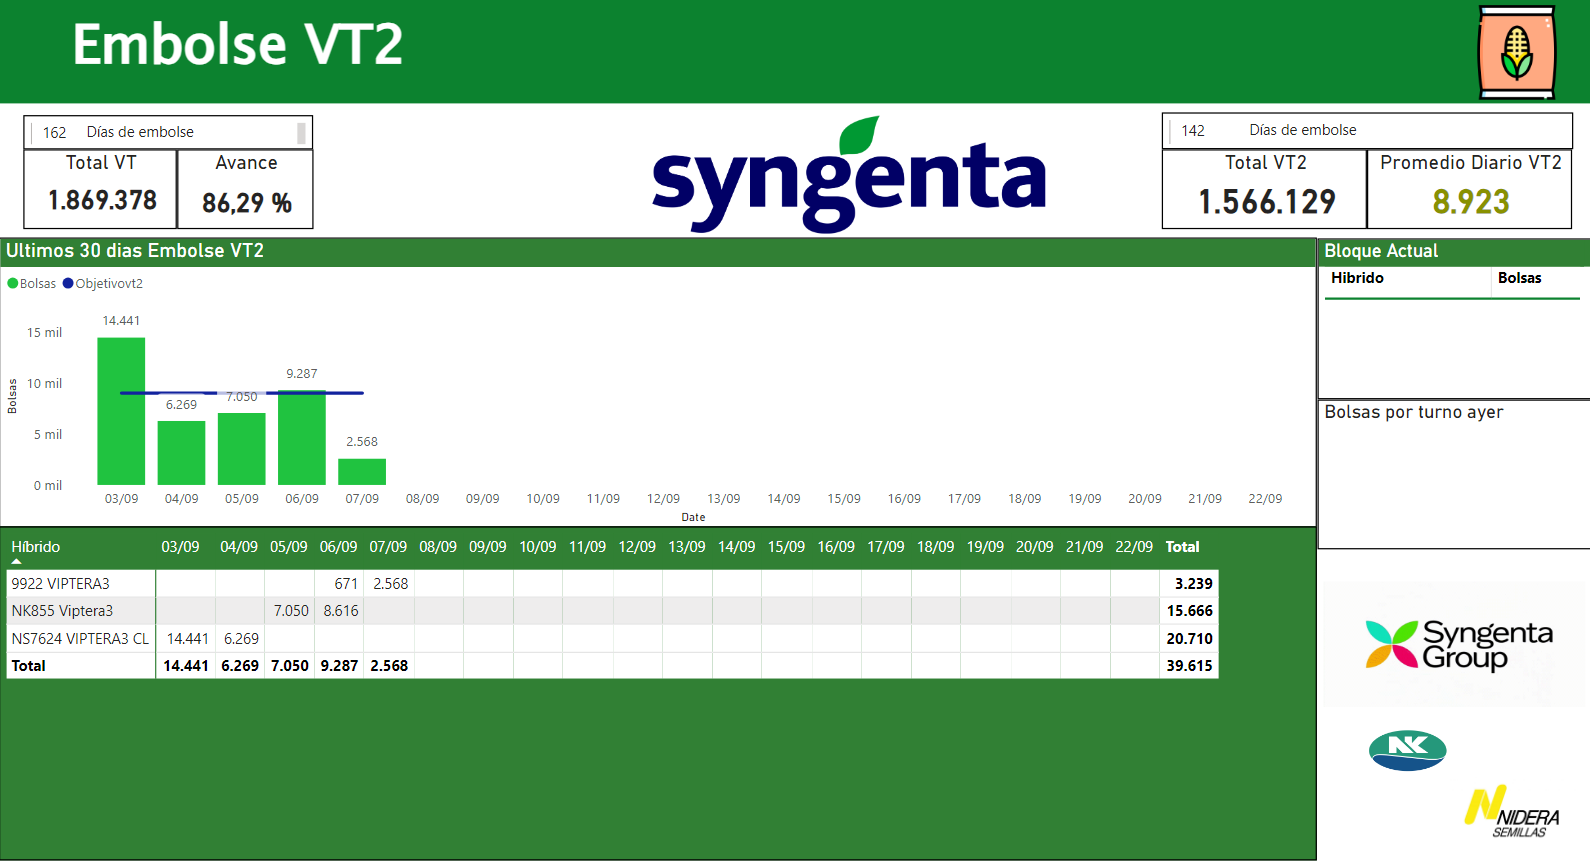 Embolse VT2
162 Días de embolse
Total VT Avance
1.869.378 86,29 %
syngenta
142 Días de embolse
Total VT2 Promedio Diario VT2
1.566.129 8.923
Ultimos 30 dias Embolse VT2
Bolsas Objetivovt2
Bolsas
15 mil
10 mil
5 mil
0 mil
14.441
6.269
7.050
9.287
2.568
03/09 04/09 05/09 06/09 07/09 08/09 09/09 10/09 11/09 12/09 13/09 14/09 15/09 16/09 17/09 18/09 19/09 20/09 21/09 22/09
Date
Bloque Actual
Hibrido Bolsas
Bolsas por turno ayer
Híbrido 03/09 04/09 05/09 06/09 07/09 08/09 09/09 10/09 11/09 12/09 13/09 14/09 15/09 16/09 17/09 18/09 19/09 20/09 21/09 22/09 Total
9922 VIPTERA3 671 2.568 3.239
NK855 Viptera3 7.050 8.616 15.666
NS7624 VIPTERA3 CL 14.441 6.269 20.710
Total 14.441 6.269 7.050 9.287 2.568 39.615
Syngenta
Group
NK
NIDERA
SEMILLAS